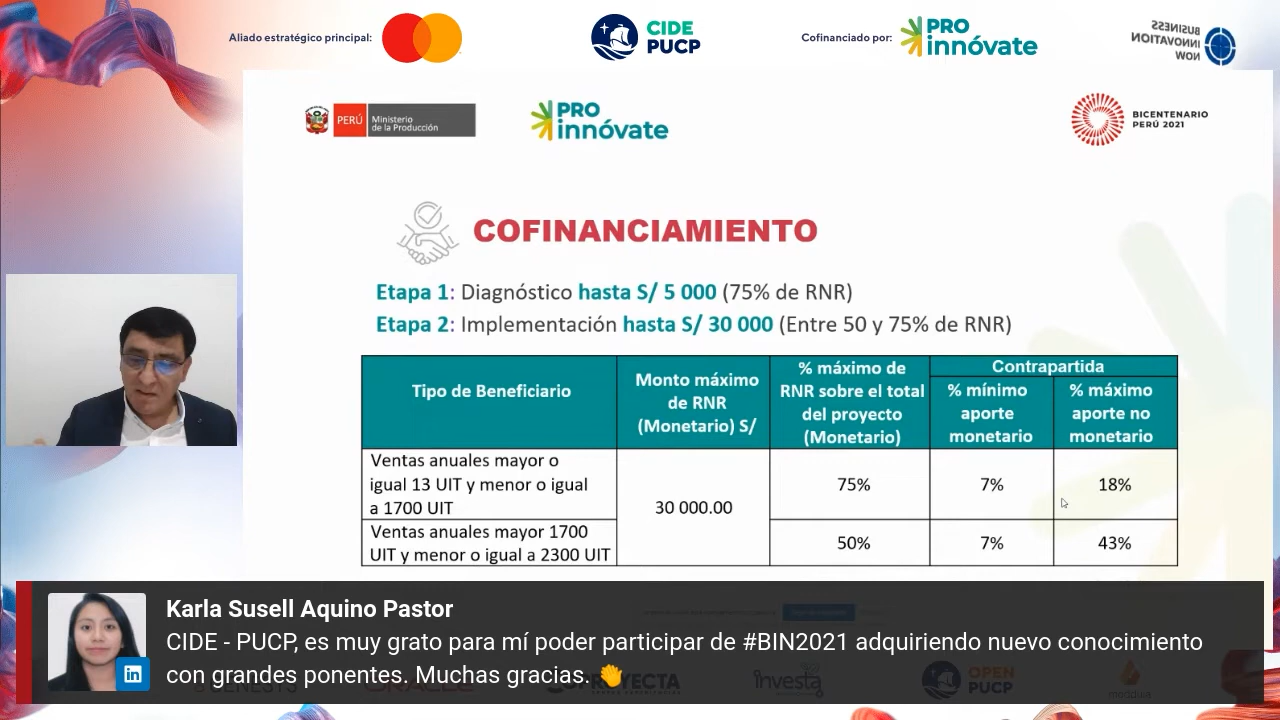 Aliado estratégico principal:
CIDE
PUCP
Cofinanciado por:
PRO
innóvate
BUSINESS
INNOVATION
NOW
PERÚ
Ministerio
de la Producción
PRO
innóvate
BICENTENARIO
PERÚ 2021
COFINANCIAMIENTO
Etapa 1: Diagnóstico hasta S/ 5 000 (75% de RNR)
Etapa 2: Implementación hasta S/ 30 000 (Entre 50 y 75% de RNR)
Tipo de Beneficiario
Monto máximo
de RNR
(Monetario) S/
% máximo de
RNR sobre el total
del proyecto
(Monetario)
Contrapartida
% mínimo
aporte
monetario
% máximo
aporte no
monetario
Ventas anuales mayor o
igual 13 UIT y menor o igual
a 1700 UIT
30 000.00
75%
7%
18%
Ventas anuales mayor 1700
UIT y menor o igual a 2300 UIT
50%
7%
43%
Karla Susell Aquino Pastor
CIDE - PUCP, es muy grato para mí poder participar de #BIN2021 adquiriendo nuevo conocimiento
con grandes ponentes. Muchas gracias. 👏
in
PROYECTA
investa
OPEN
PUCP